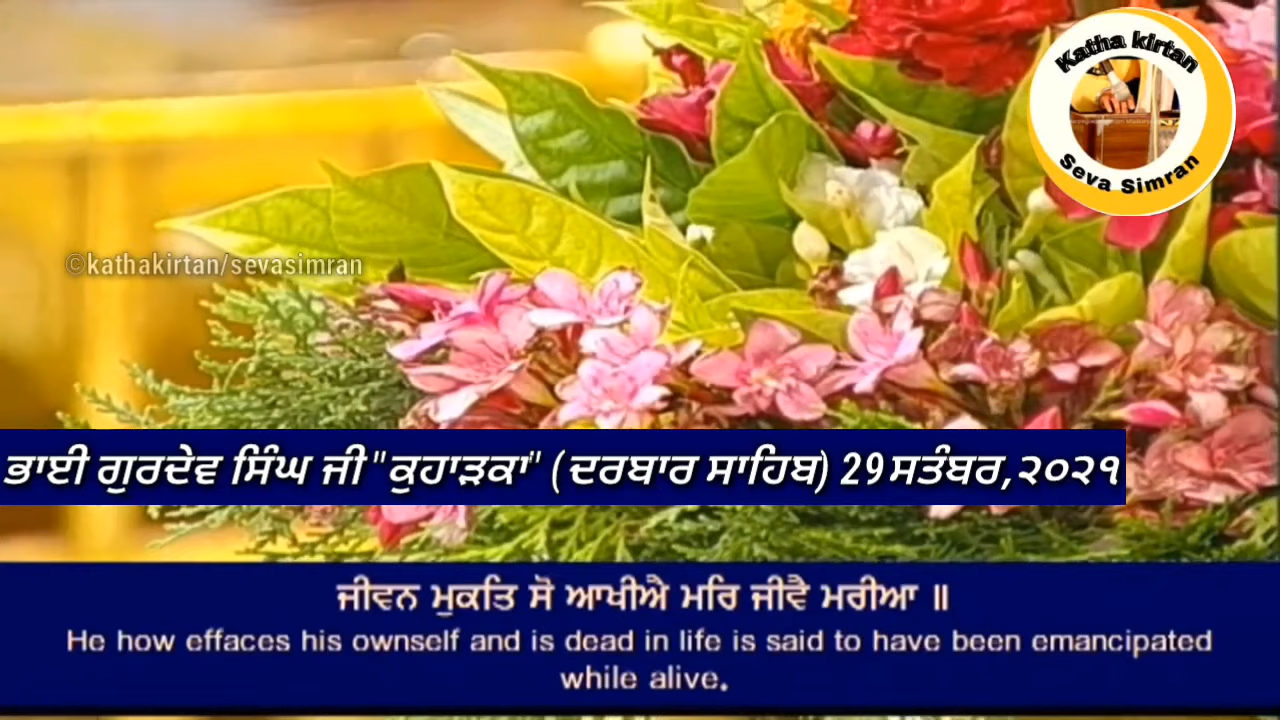 Katha kirtan
Seva Simran
©kathakirtan/sevasimran
ਭਾਈ ਗੁਰਦੇਵ ਸਿੰਘ ਜੀ "ਕੁਹਾੜਕਾ" (ਦਰਬਾਰ ਸਾਹਿਬ) 29 ਸਤੰਬਰ,੨੦੨੧
ਜੀਵਨ ਮੁਕਤਿ ਸੋ ਆਖੀਐ ਮਰਿ ਜੀਵੈ ਮਰੀਆ ॥
He how effaces his ownself and is dead in life is said to have been emancipated
while alive.